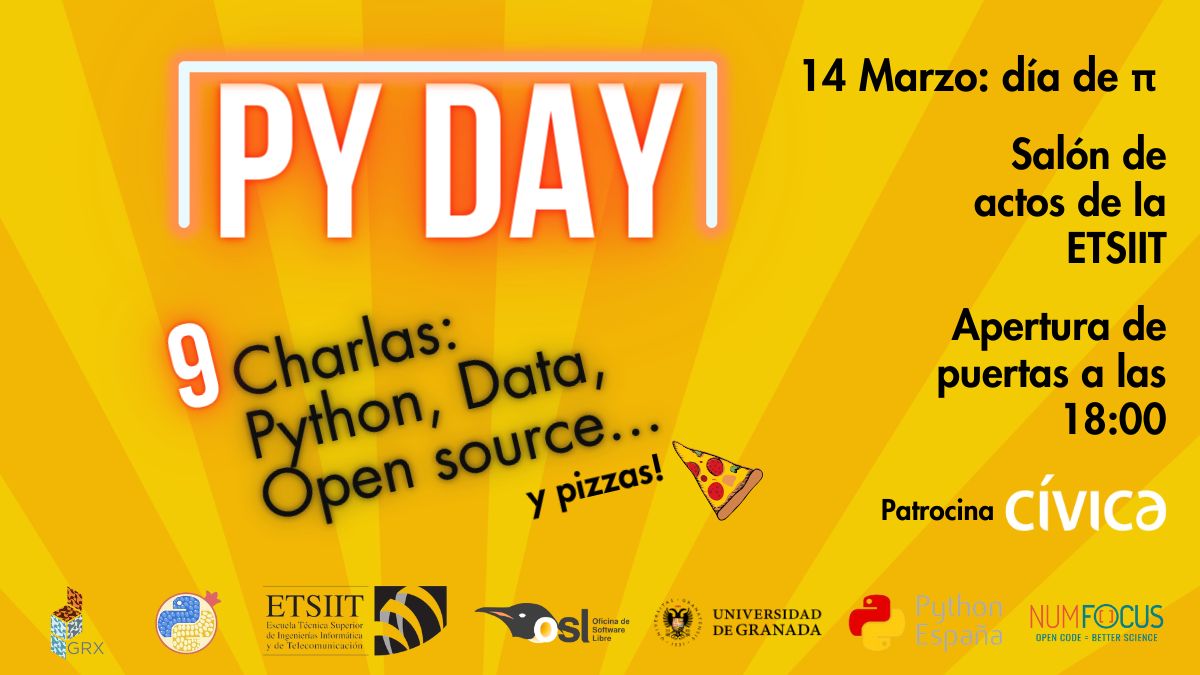 PY DAY
9 Charlas:
Python, Data,
Open source...
y pizzas!
14 Marzo: día de π
Salón de
actos de la
ETSIIT
Apertura de
puertas a las
18:00
Patrocina cívica
GRX
ETSIIT
Escuela Técnica Superior
de Ingenierías Informática
y de Telecomunicación
osl Oficina de
Software
Libre
UNIVERSIDAD
DE GRANADA
Python
España
NUMFOCUS
OPEN CODE = BETTER SCIENCE